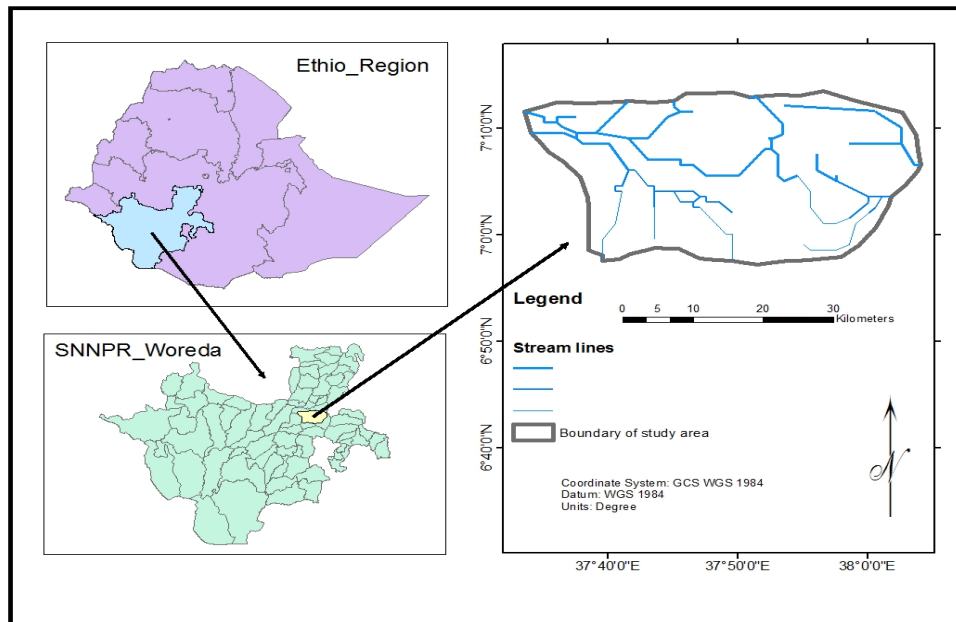 Ethio_Region
SNNPR_Woreda
7°10'0"N
7°0'0"N
6°50'0"N
6°40'0"N
Legend
0 5 10 20 30
Kilometers
Stream lines
Boundary of study area
Coordinate System: GCS WGS 1984
Datum: WGS 1984
Units: Degree
N
37°40'0"E 37°50'0"E 38°0'0"E